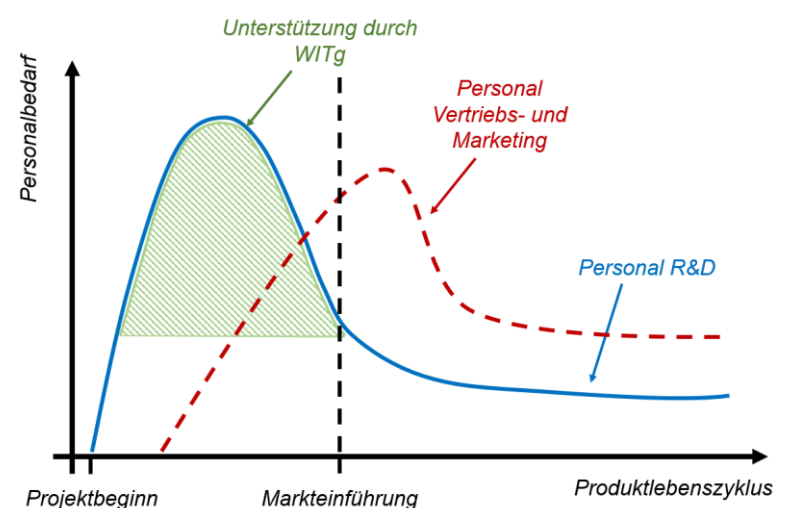 Unterstützung durch
WITg
Personalbedarf
Personal
Vertriebs- und
Marketing
Personal R&D
Projektbeginn
Markteinführung
Produktlebenszyklus